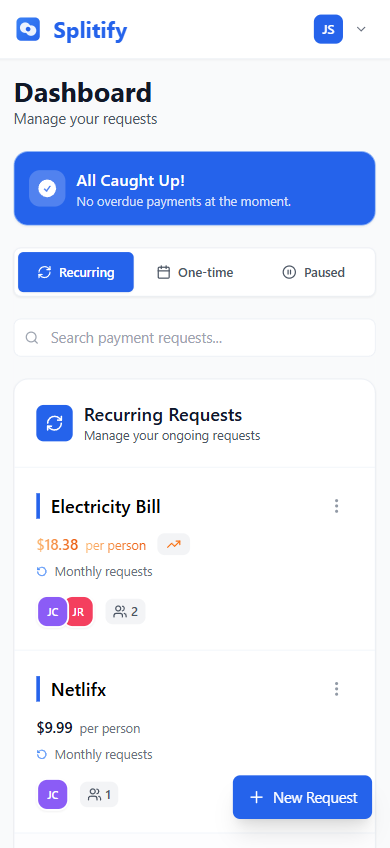 Splitify
JS
Dashboard
Manage your requests
All Caught Up!
No overdue payments at the moment.
Recurring
One-time
Paused
Search payment requests...
Recurring Requests
Manage your ongoing requests
Electricity Bill
$18.38 per person
Monthly requests
JC JR 2
Netlifx
$9.99 per person
Monthly requests
JC 1
New Request